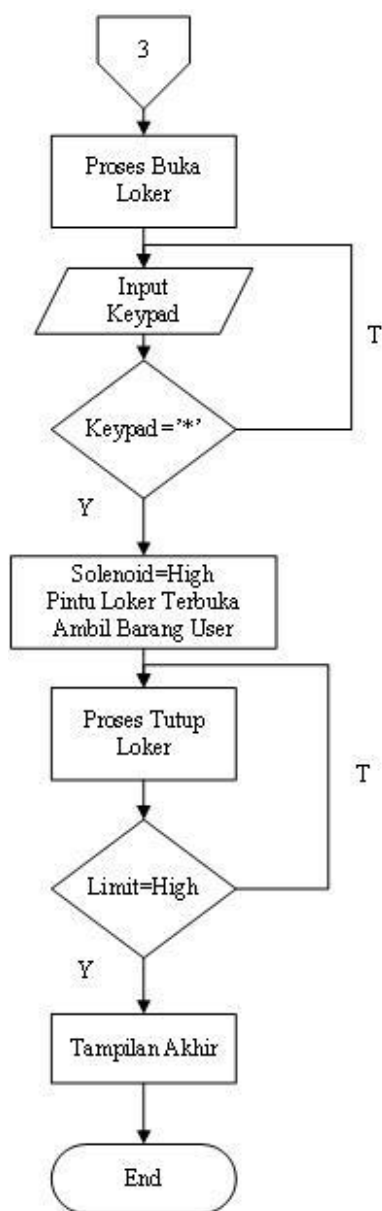 3
Proses Buka
Loker
Input
Keypad
T
Keypad='*'
Y
Solenoid=High
Pintu Loker Terbuka
Ambil Barang User
Proses Tutup
Loker
T
Limit=High
Y
Tampilan Akhir
End